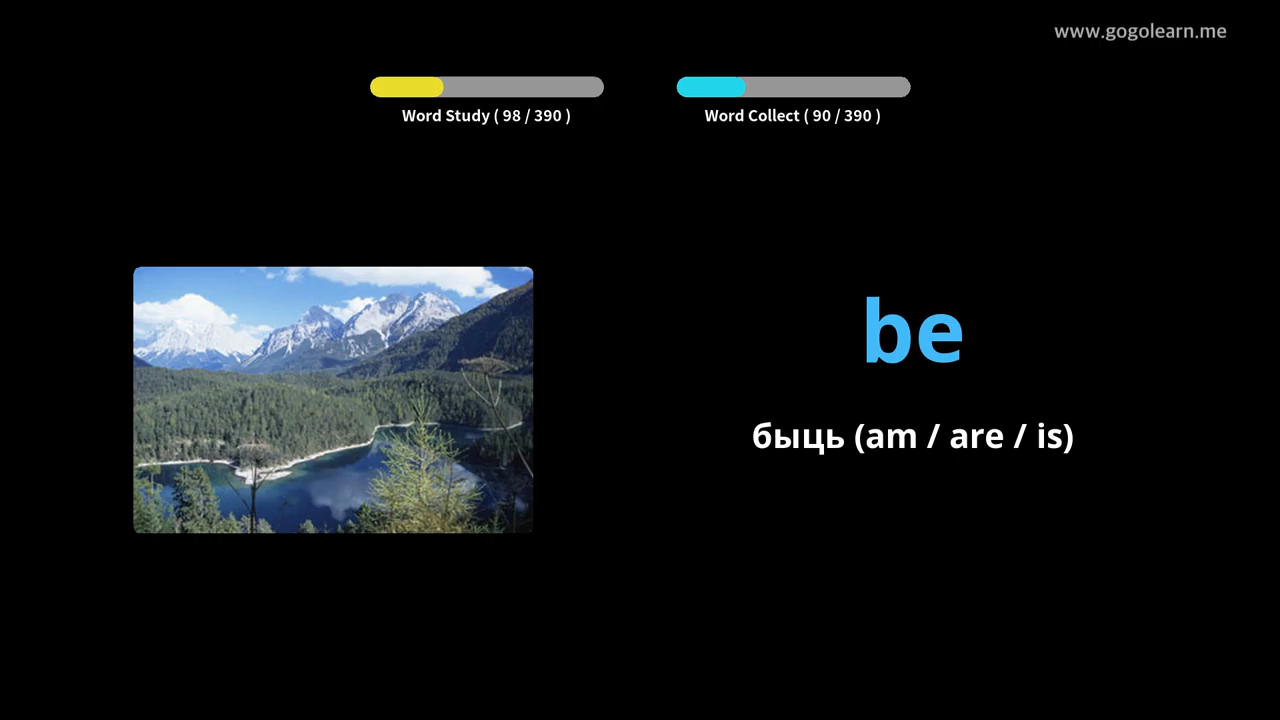 www.gogolearn.me
Word Study ( 98 / 390 )
Word Collect ( 90 / 390 )
be
быць (am / are / is)